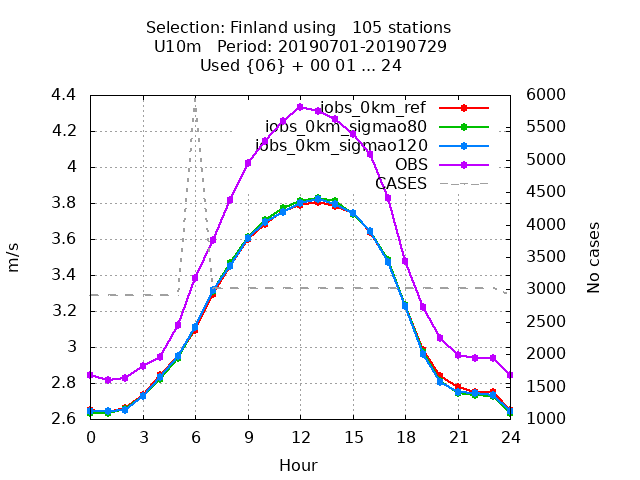 Selection: Finland using   105 stations
U10m   Period: 20190701-20190729
Used {06} + 00 01 ... 24
4.4
4.2
4
3.8
3.6
3.4
3.2
3
2.8
2.6
m/s
iobs_0km_ref
iobs_0km_sigmao80
iobs_0km_sigmao120
OBS
CASES
6000
5500
5000
4500
4000
3500
3000
2500
2000
1500
1000
No cases
0 3 6 9 12 15 18 21 24
Hour